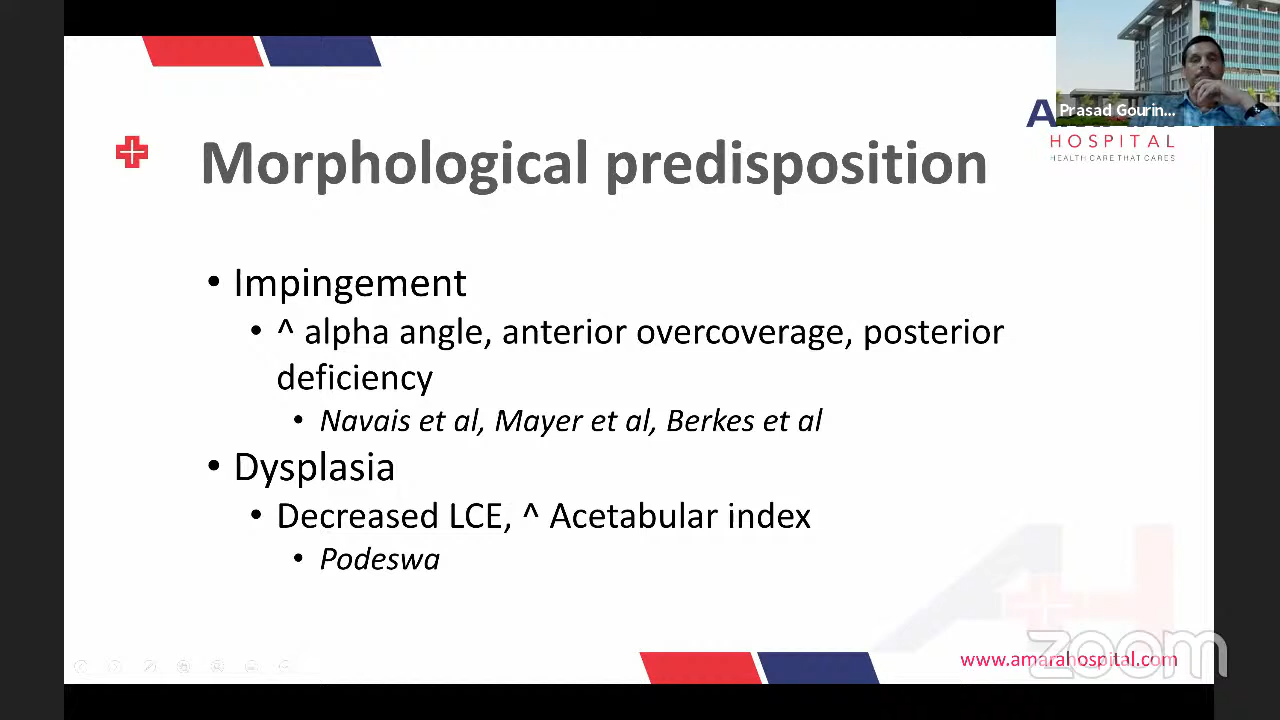 Prasad Gourin...
A
HOSPITAL
HEALTH CARE THAT CARES
Morphological predisposition
• Impingement
• ^ alpha angle, anterior overcoverage, posterior
deficiency
• Navais et al, Mayer et al, Berkes et al
• Dysplasia
• Decreased LCE, ^ Acetabular index
• Podeswa
www.amarahospital.com
zoom